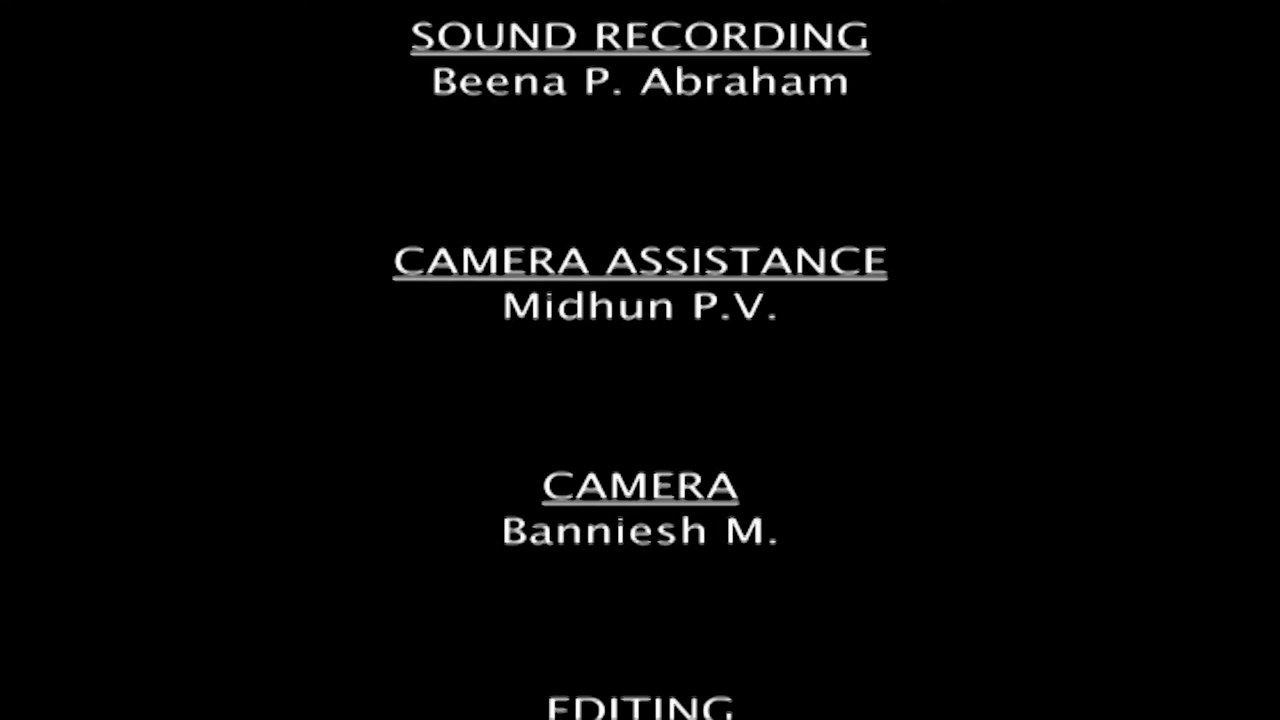 SOUND RECORDING
Beena P. Abraham
CAMERA ASSISTANCE
Midhun P.V.
CAMERA
Banniesh M.
EDITING